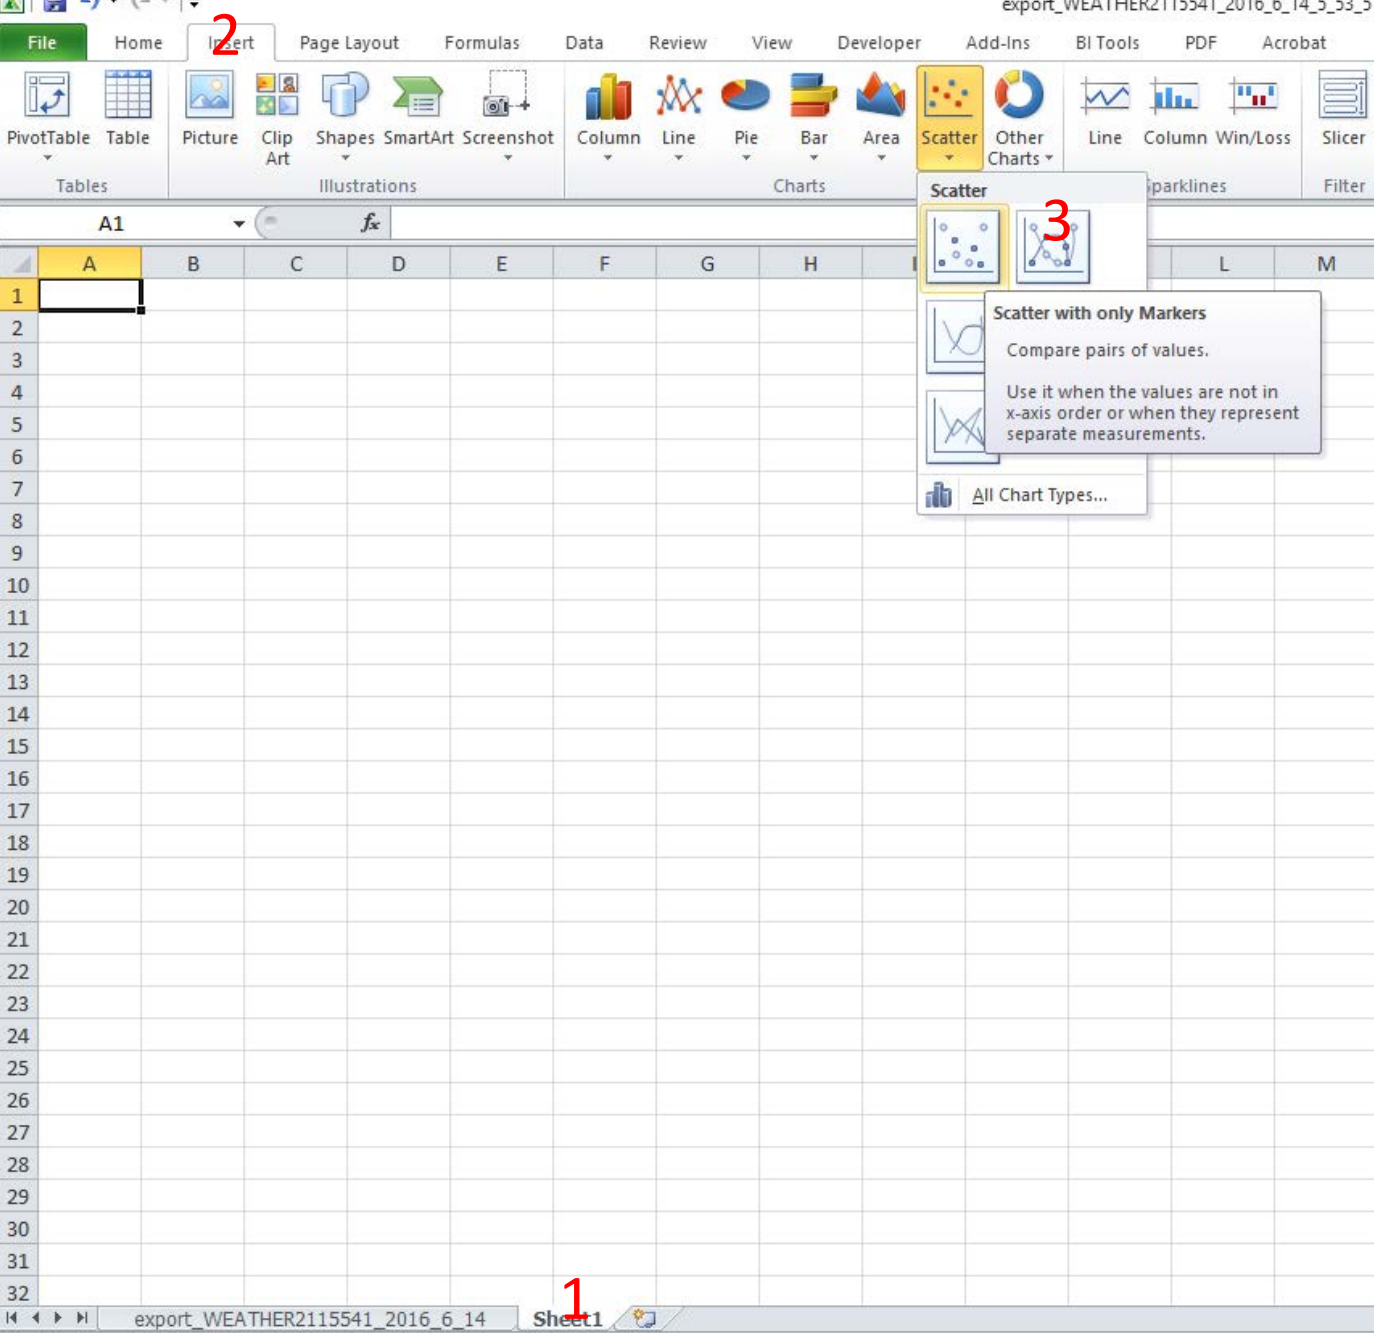 export_WEATHER2115541_2016_6_14_5_53_5
2
File Home Insert Page Layout Formulas Data Review View Developer Add-Ins BI Tools PDF Acrobat
PivotTable Table Picture Clip Art Shapes SmartArt Screenshot Column Line Pie Bar Area Scatter Other Charts Line Column Win/Loss Slicer
Tables Illustrations Charts Sparklines Filter
Scatter
3
A1 fx
A B C D E F G H I L M
Scatter with only Markers
Compare pairs of values.
Use it when the values are not in
x-axis order or when they represent
separate measurements.
All Chart Types...
1
2
3
4
5
6
7
8
9
10
11
12
13
14
15
16
17
18
19
20
21
22
23
24
25
26
27
28
29
30
31
32
1
export_WEATHER2115541_2016_6_14 Sheet1